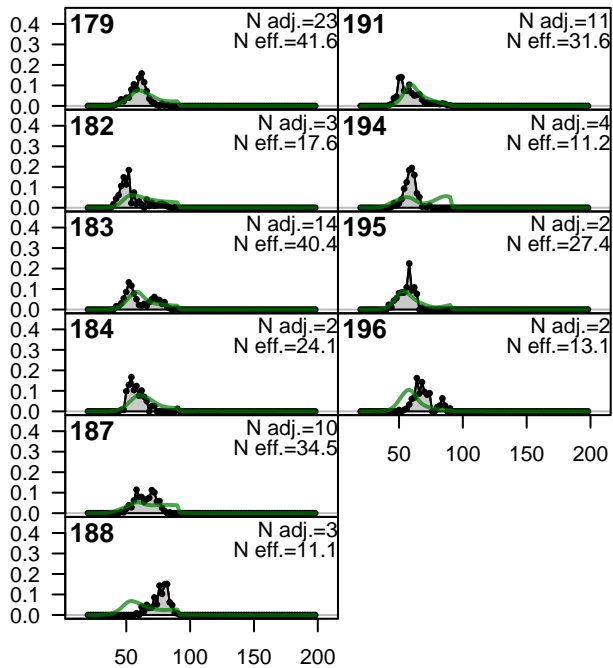 179 N adj.=23
N eff.=41.6
182 N adj.=3
N eff.=17.6
183 N adj.=14
N eff.=40.4
184 N adj.=2
N eff.=24.1
187 N adj.=10
N eff.=34.5
188 N adj.=3
N eff.=11.1
191 N adj.=11
N eff.=31.6
194 N adj.=4
N eff.=11.2
195 N adj.=2
N eff.=27.4
196 N adj.=2
N eff.=13.1
0.4
0.3
0.2
0.1
0.0
0.4
0.3
0.2
0.1
0.0
0.4
0.3
0.2
0.1
0.0
0.4
0.3
0.2
0.1
0.0
0.4
0.3
0.2
0.1
0.0
0.4
0.3
0.2
0.1
0.0
50 100 150 200
50 100 150 200